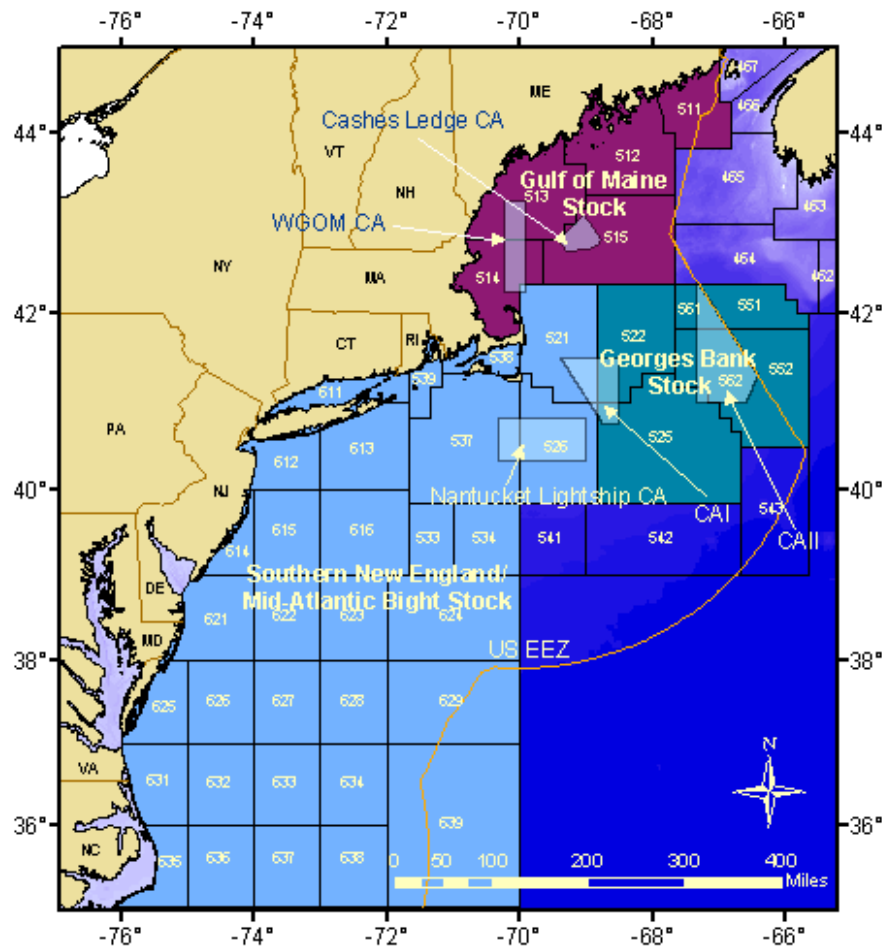 -76° -74° -72° -70° -68° -66°
467
ME
511
466
Cashes Ledge CA
44° 44°
VT
512
465
Gulf of Maine
Stock
NH
513
463
WGOM CA
515
464
462
NY
MA
514
42° 42°
561
551
CT
RI
521
522
552
538
Georges Bank
Stock
539
562
611
PA
613
537
526
525
612
Nantucket Lightship CA
NJ
40° 40°
CAI
543
615
616
533
534
541
542
CAII
614
Southern New England/
Mid-Atlantic Bight Stock
DE
621
622
623
624
MD
US EEZ
38° 38°
625
626
627
628
629
N
VA
631
632
633
634
36° 36°
639
NC
635
636
637
638
0 50 100 200 300 400
Miles
-76° -74° -72° -70° -68° -66°